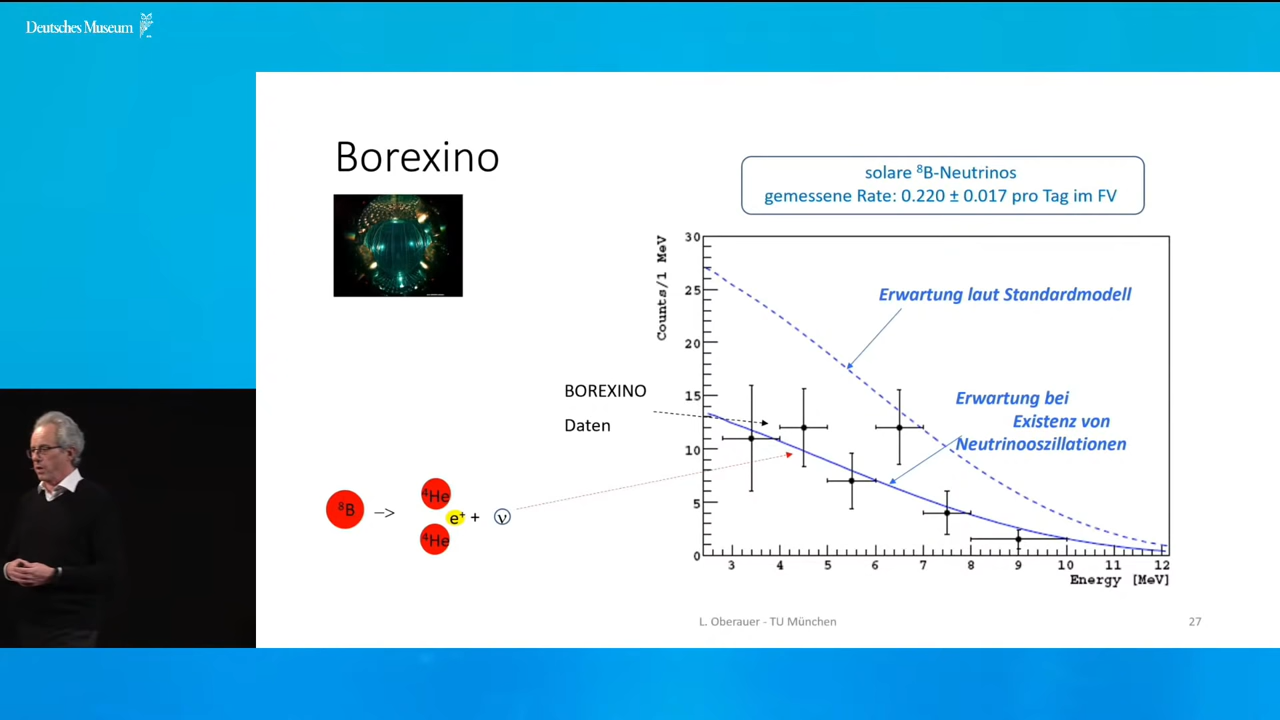 Deutsches Museum
Borexino
solare ⁸B-Neutrinos
gemessene Rate: 0.220 ± 0.017 pro Tag im FV
Counts/1 MeV
30
25
20
15
10
5
0
Erwartung laut Standardmodell
Erwartung bei
Existenz von
Neutrinooszillationen
BOREXINO
Daten
⁸B –> ⁴He
e⁺ + ν
⁴He
3 4 5 6 7 8 9 10 11 12
Energy [MeV]
L. Oberauer - TU München
27